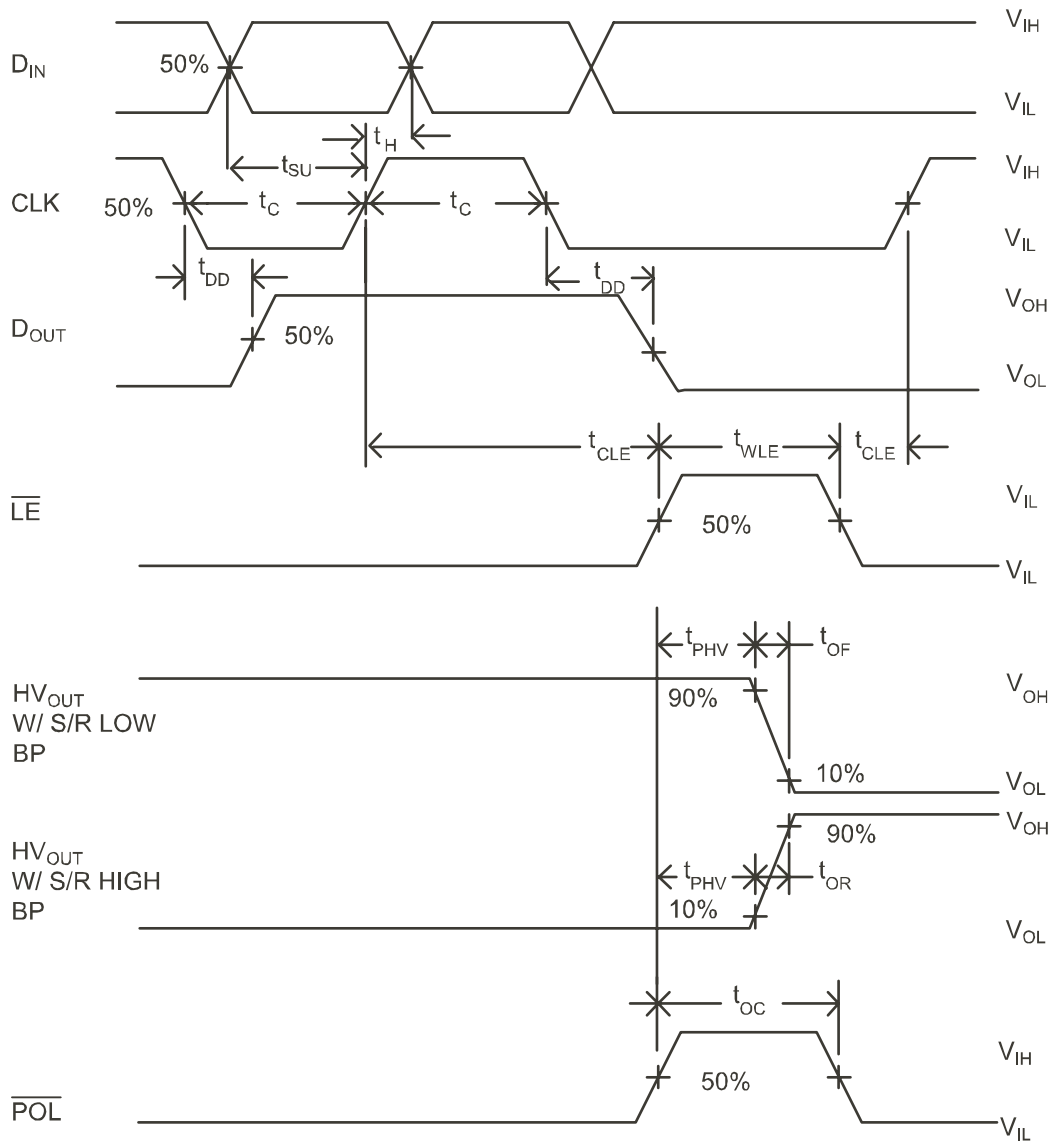 V_IH
D_IN 50%
V_IL
t_H
t_SU
V_IH
CLK 50% t_C t_C
V_IL
t_DD t_DD
V_OH
D_OUT 50%
V_OL
t_CLE t_WLE t_CLE
L̅E̅ V_IL
50%
V_IL
t_PHV t_OF
HV_OUT 90% V_OH
W/ S/R LOW
BP 10%
V_OL
V_OH
90%
HV_OUT
W/ S/R HIGH t_PHV t_OR
BP 10%
V_OL
t_OC
V_IH
50%
P̅O̅L̅
V_IL